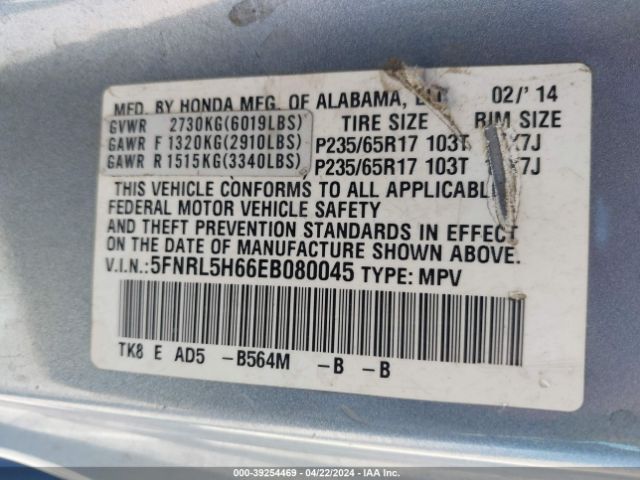 MFD. BY HONDA MFG. OF ALABAMA, 02/' 14
GVWR 2730KG(6019LBS) TIRE SIZE RIM SIZE
GAWR F 1320KG(2910LBS) P235/65R17 103T X7J
GAWR R 1515KG(3340LBS) P235/65R17 103T 7J
THIS VEHICLE CONFORMS TO ALL APPLICABLE
FEDERAL MOTOR VEHICLE SAFETY
AND THEFT PREVENTION STANDARDS IN EFFECT
ON THE DATE OF MANUFACTURE SHOWN ABOVE.
V.I.N.:5FNRL5H66EB080045 TYPE: MPV
TK8 E AD5 -B564M -B -B
000-39254469 - 04/22/2024 - IAA Inc.